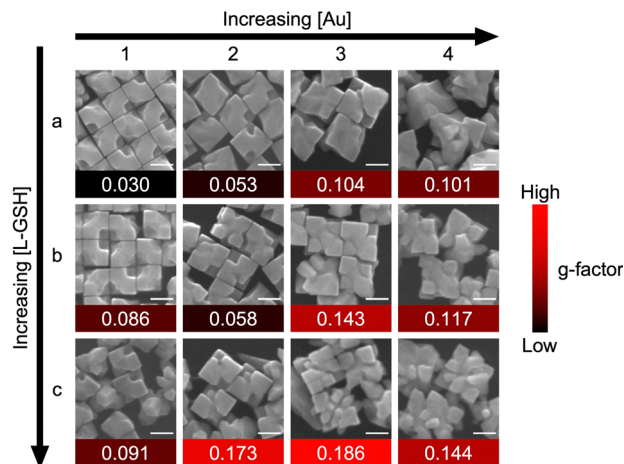 Increasing [Au]
1 2 3 4
a
0.030 0.053 0.104 0.101
Increasing [L-GSH]
b
0.086 0.058 0.143 0.117
c
0.091 0.173 0.186 0.144
High
g-factor
Low